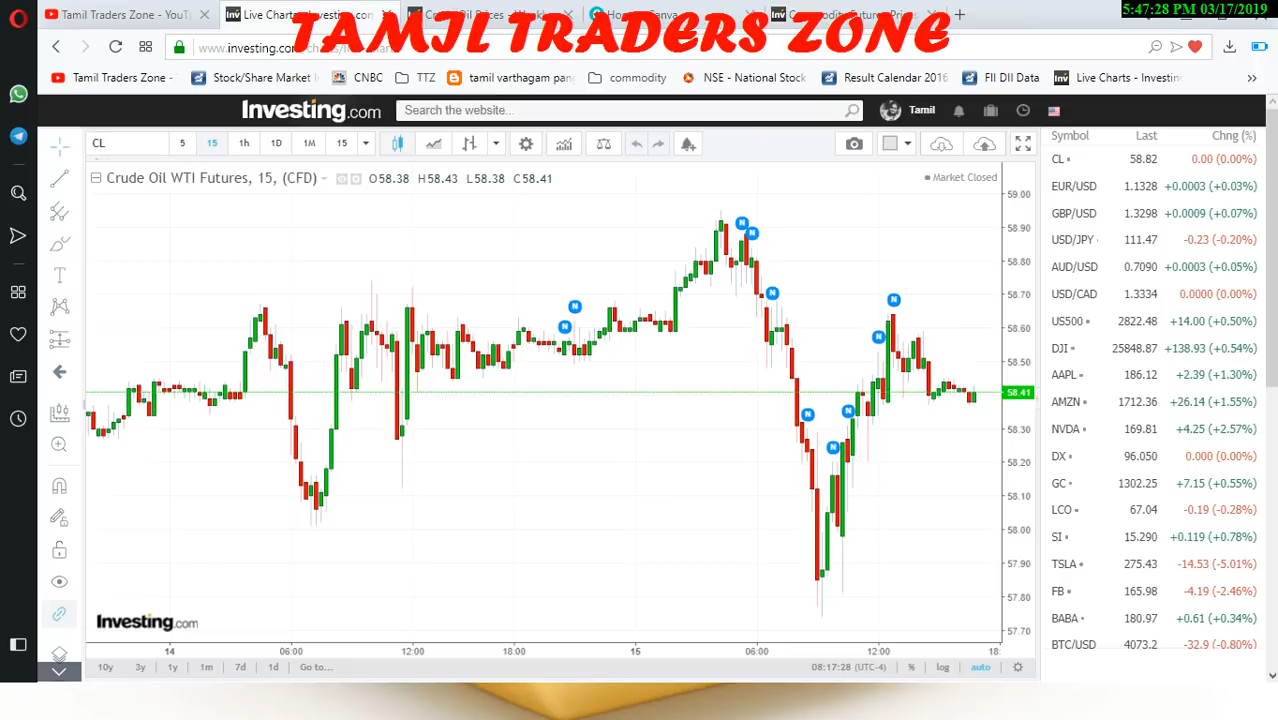 5:47:28 PM 03/17/2019
TAMIL TRADERS ZONE
Tamil Traders Zone - YouT
Live Charts - Investing.com
www.investing.com
Tamil Traders Zone -
Stock/Share Market I
CNBC
TTZ
tamil varthagam pan
commodity
NSE - National Stock
Result Calendar 2016
FII DII Data
Live Charts - Investin
»
Investing.com
Search the website...
Tamil
CL 5 15 1h 1D 1M 15
Crude Oil WTI Futures, 15, (CFD) O58.38 H58.43 L58.38 C58.41
Market Closed
59.00
58.90
58.80
58.70
58.60
58.50
58.41
58.30
58.20
58.10
58.00
57.90
57.80
57.70
N
N
N
N
N
N
N
N
N
N
Investing.com
14 06:00 12:00 18:00 15 06:00 12:00 18:
10y 3y 1y 1m 7d 1d Go to... 08:17:28 (UTC-4) % log auto
Symbol Last Chng (%)
CL 58.82 0.00 (0.00%)
EUR/USD 1.1328 +0.0003 (+0.03%)
GBP/USD 1.3298 +0.0009 (+0.07%)
USD/JPY 111.47 -0.23 (-0.20%)
AUD/USD 0.7090 +0.0003 (+0.05%)
USD/CAD 1.3334 0.0000 (0.00%)
US500 2822.48 +14.00 (+0.50%)
DJI 25848.87 +138.93 (+0.54%)
AAPL 186.12 +2.39 (+1.30%)
AMZN 1712.36 +26.14 (+1.55%)
NVDA 169.81 +4.25 (+2.57%)
DX 96.050 0.000 (0.00%)
GC 1302.25 +7.15 (+0.55%)
LCO 67.04 -0.19 (-0.28%)
SI 15.290 +0.119 (+0.78%)
TSLA 275.43 -14.53 (-5.01%)
FB 165.98 -4.19 (-2.46%)
BABA 180.97 +0.61 (+0.34%)
BTC/USD 4073.2 -32.9 (-0.80%)